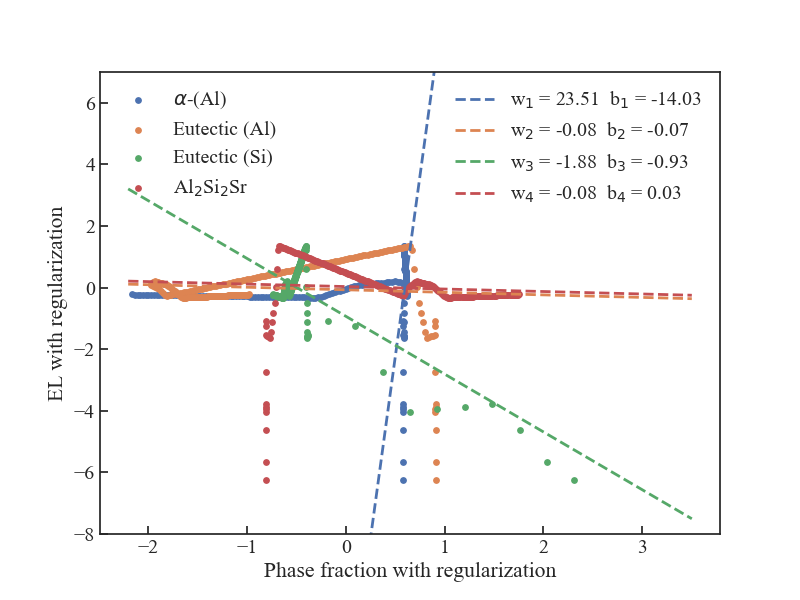 α-(Al)
Eutectic (Al)
Eutectic (Si)
Al₂Si₂Sr
w₁ = 23.51 b₁ = -14.03
w₂ = -0.08 b₂ = -0.07
w₃ = -1.88 b₃ = -0.93
w₄ = -0.08 b₄ = 0.03
EL with regularization
6
4
2
0
−2
−4
−6
−8
−2 −1 0 1 2 3
Phase fraction with regularization